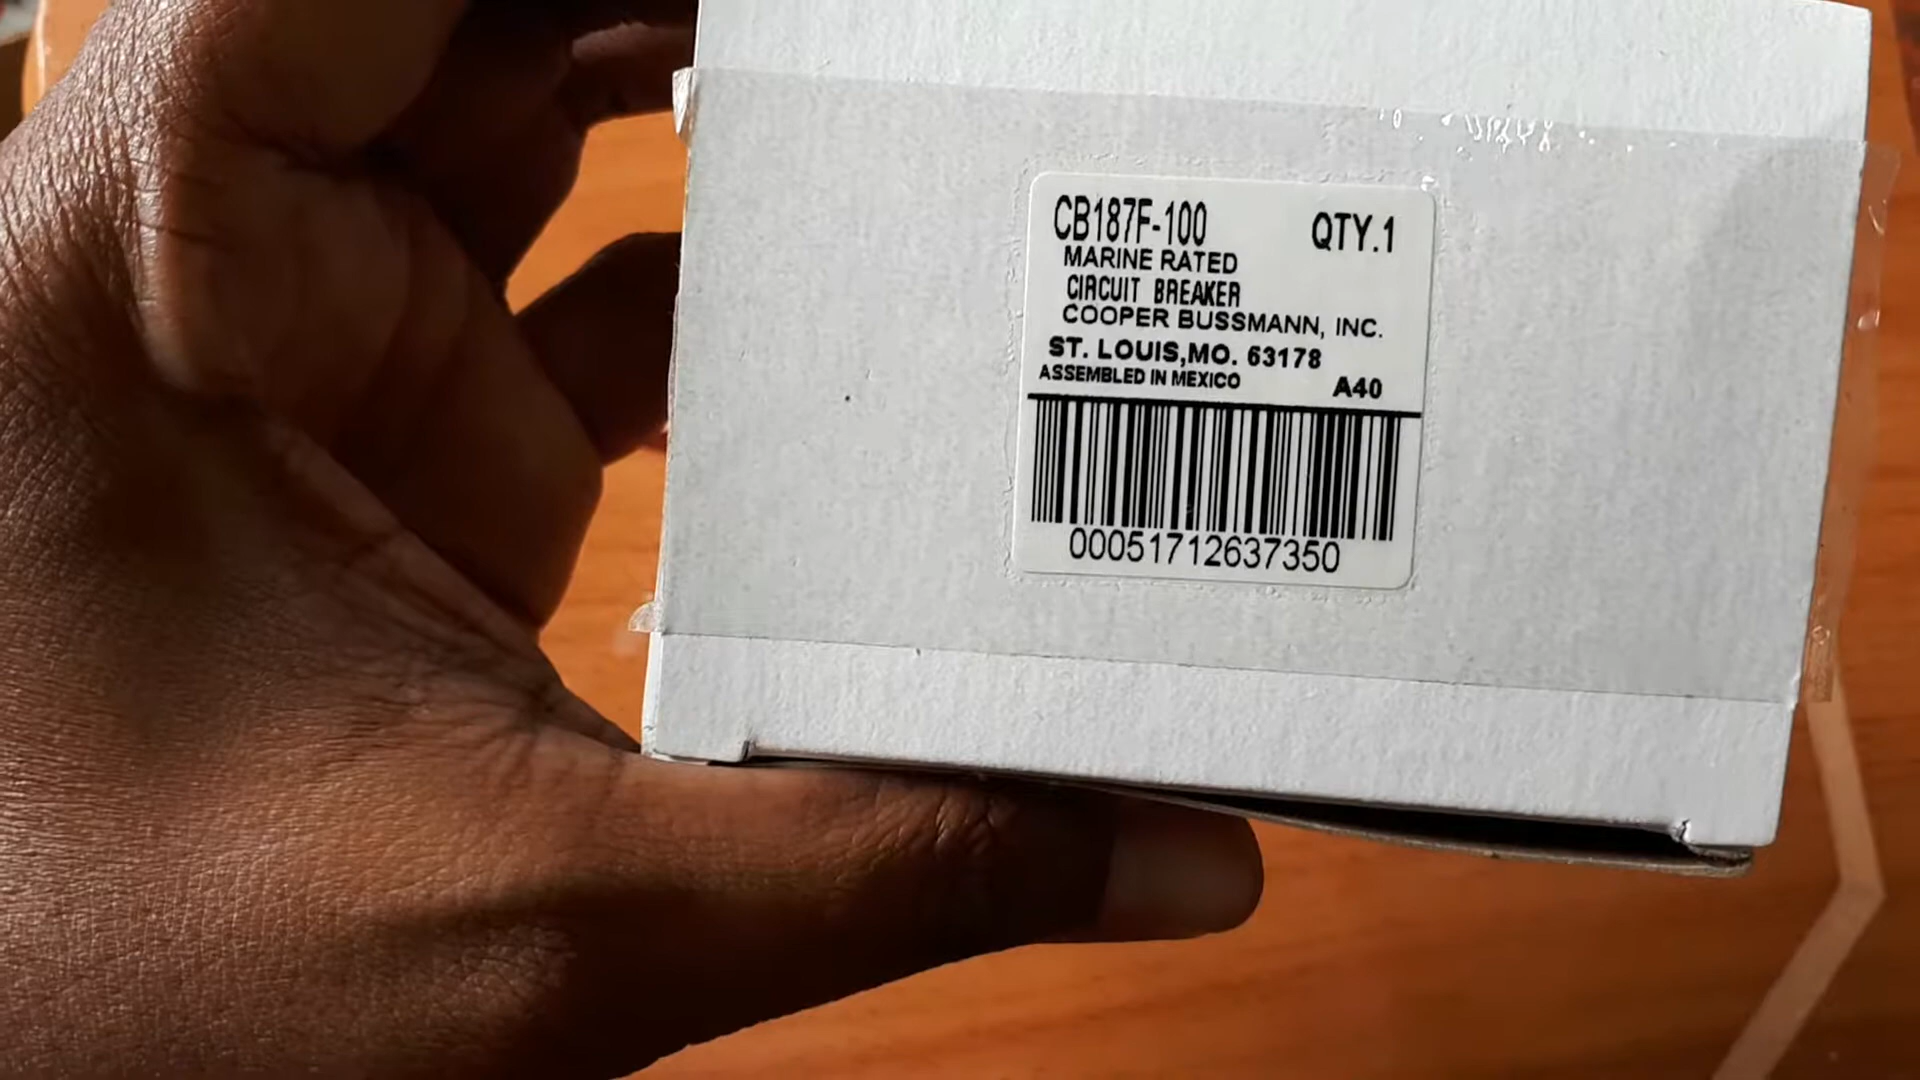 CB187F-100 QTY.1
MARINE RATED
CIRCUIT BREAKER
COOPER BUSSMANN, INC.
ST. LOUIS,MO. 63178
ASSEMBLED IN MEXICO A40
00051712637350